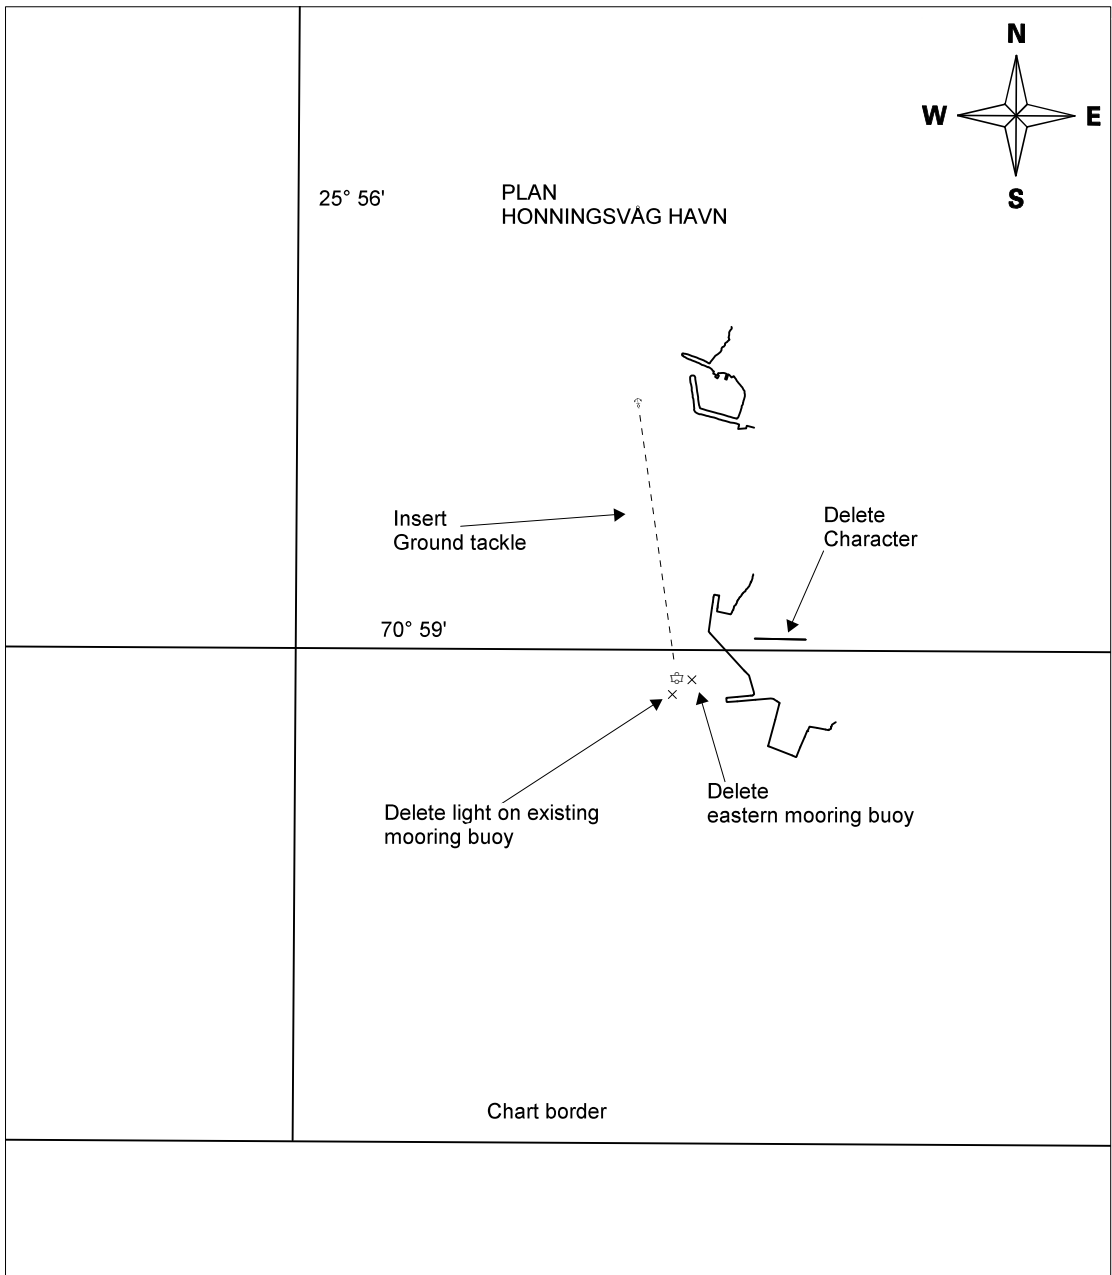 N
W E
S
25° 56'
PLAN
HONNINGSVÅG HAVN
Insert
Ground tackle
Delete
Character
70° 59'
Delete light on existing
mooring buoy
Delete
eastern mooring buoy
Chart border